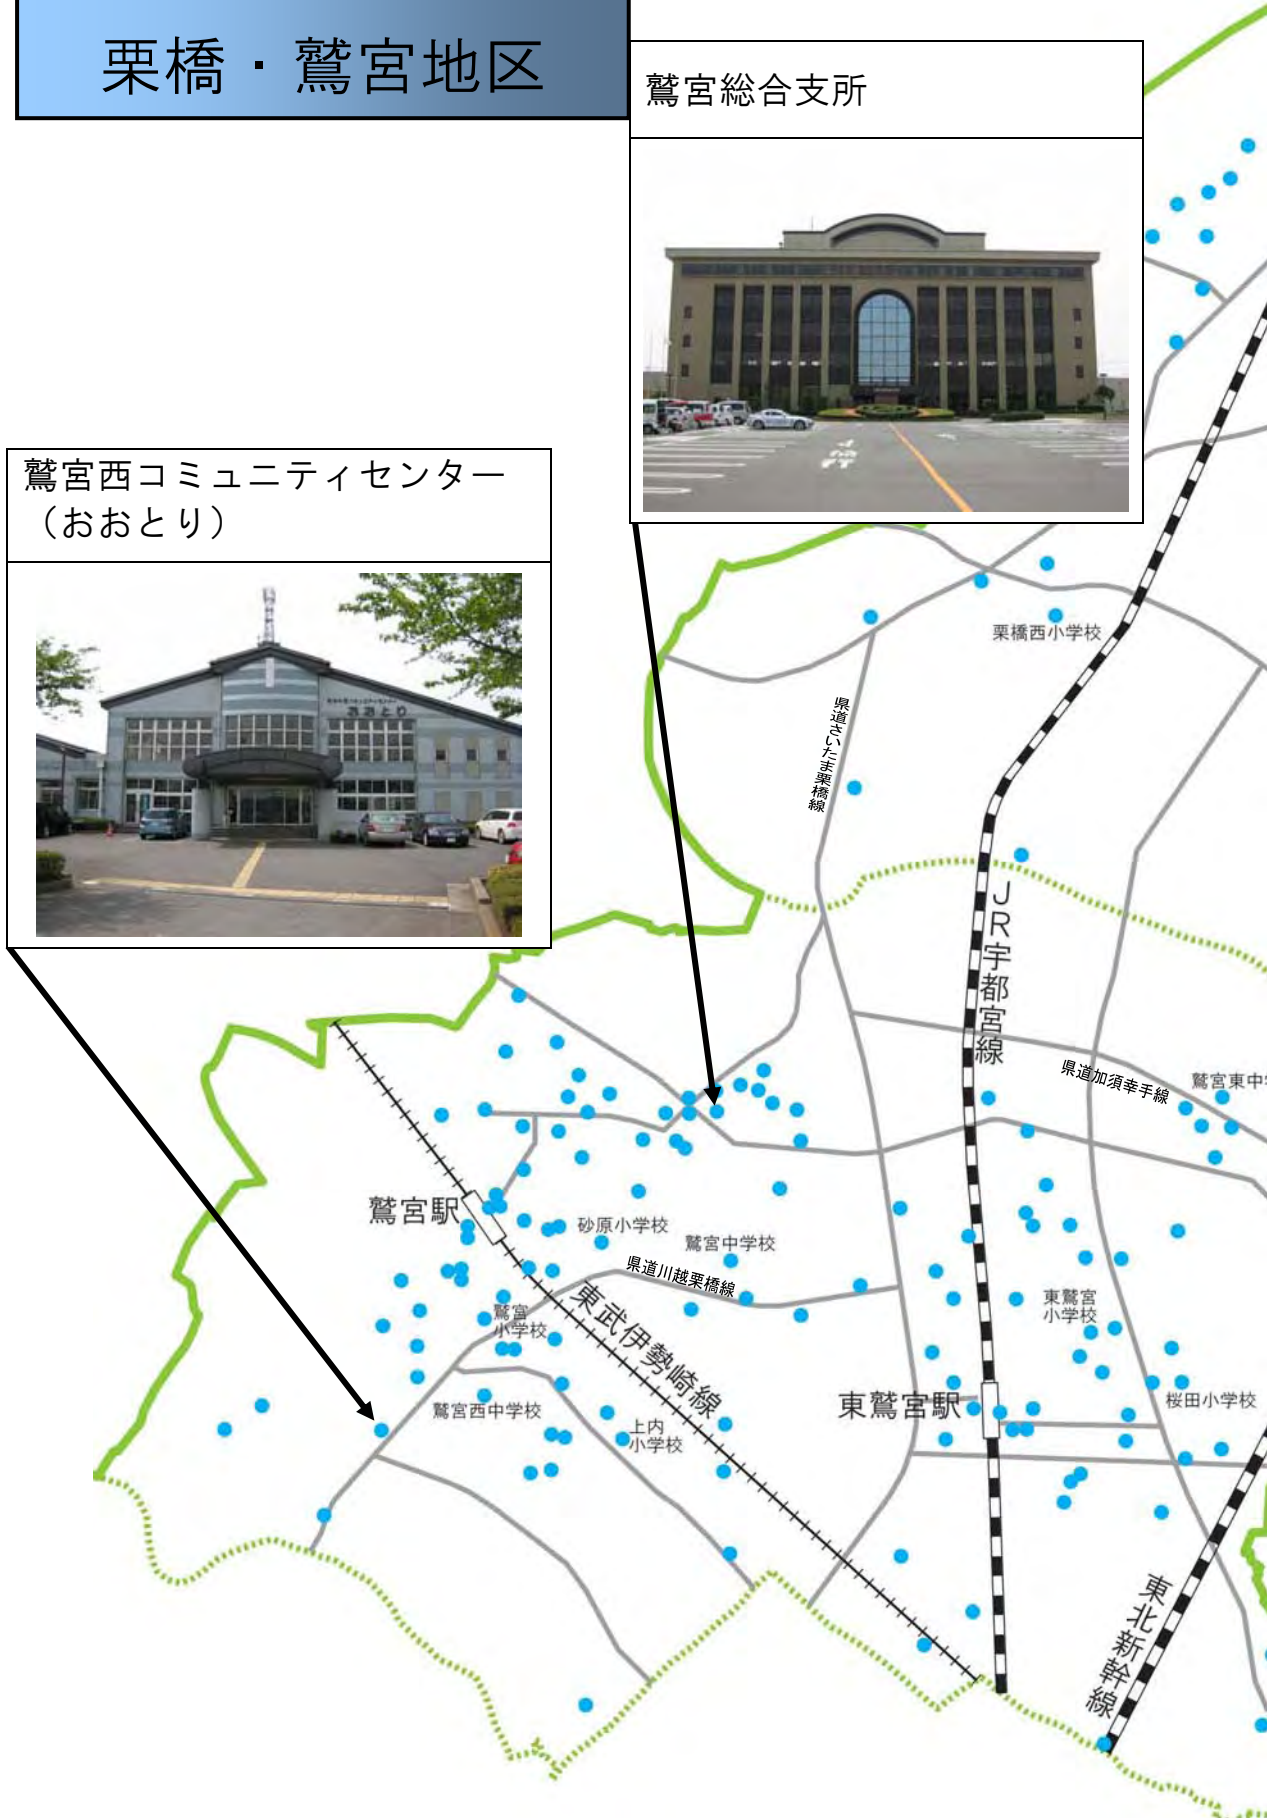 栗橋・鷲宮地区
鷲宮総合支所
鷲宮西コミュニティセンター
（おおとり）
おおとり
栗橋西小学校
県道さいたま栗橋線
JR宇都宮線
県道加須幸手線
鷲宮東中
鷲宮駅
砂原小学校
鷲宮中学校
県道川越栗橋線
東武伊勢崎線
鷲宮
小学校
東鷲宮
小学校
鷲宮西中学校
上内
小学校
東鷲宮駅
桜田小学校
東北新幹線